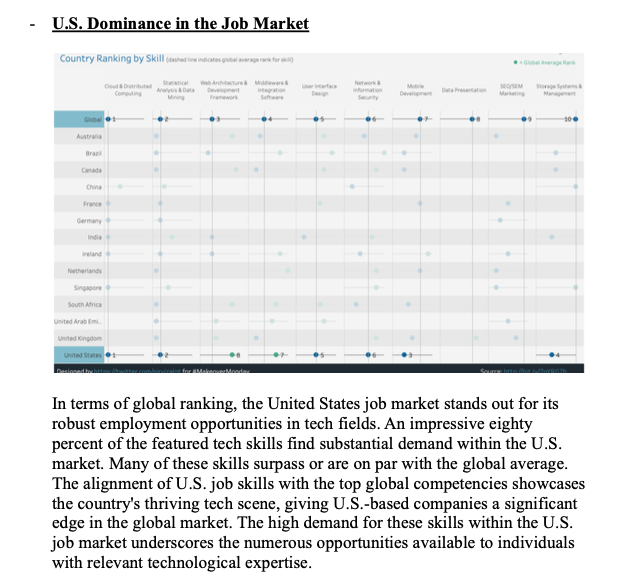 - U.S. Dominance in the Job Market
Country Ranking by Skill (dashed line indicates global average rank for skill)
= Global Average Rank
Cloud & Distributed Computing
Statistical Analysis & Data Mining
Web Architecture & Development Framework
Middleware & Integration Software
User Interface Design
Network & Information Security
Mobile Development
Data Presentation
SEO/SEM Marketing
Storage Systems & Management
Global 1 2 3 4 5 6 7 8 9 10
Australia
Brazil
Canada
China
France
Germany
India
Ireland
Netherlands
Singapore
South Africa
United Arab Emi..
United Kingdom
United States 1 2 8 7 5 6 3 4
Designed by for #MakeoverMonday Source:
In terms of global ranking, the United States job market stands out for its
robust employment opportunities in tech fields. An impressive eighty
percent of the featured tech skills find substantial demand within the U.S.
market. Many of these skills surpass or are on par with the global average.
The alignment of U.S. job skills with the top global competencies showcases
the country's thriving tech scene, giving U.S.-based companies a significant
edge in the global market. The high demand for these skills within the U.S.
job market underscores the numerous opportunities available to individuals
with relevant technological expertise.